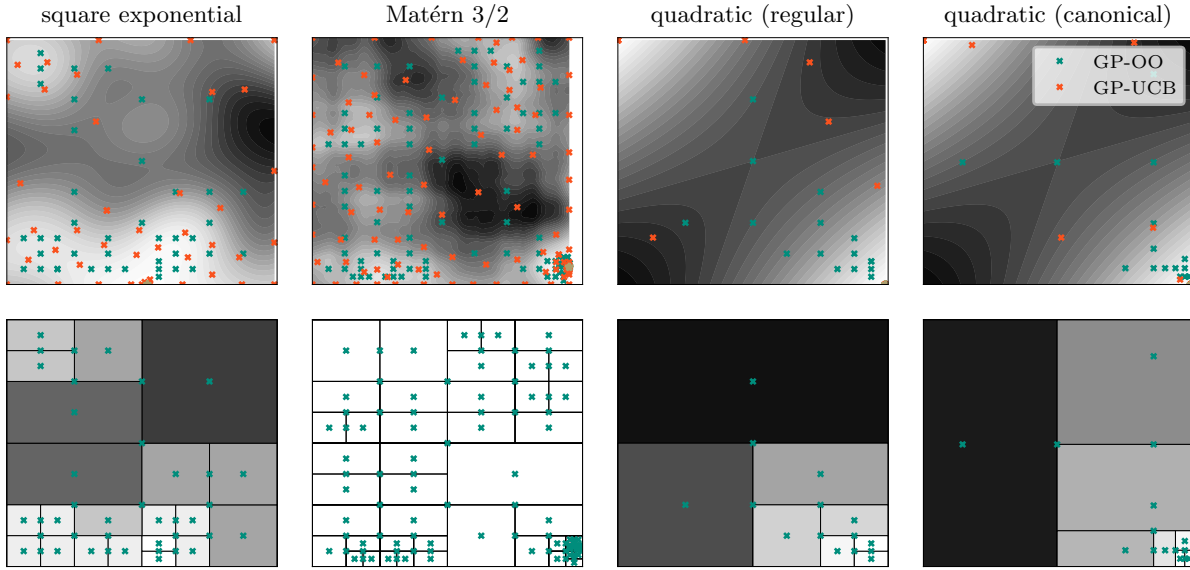 square exponential
Matérn 3/2
quadratic (regular)
quadratic (canonical)
GP-OO
GP-UCB